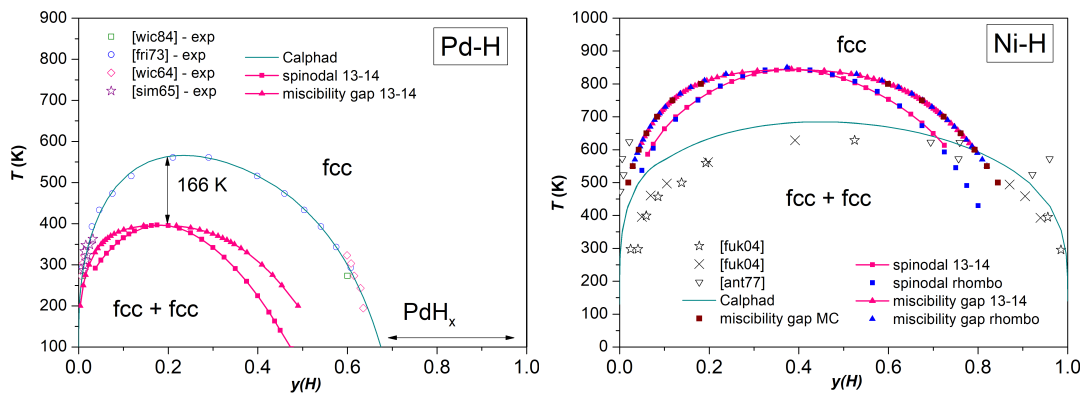 Pd-H
[wic84] - exp
[fri73] - exp
[wic64] - exp
[sim65] - exp
Calphad
spinodal 13-14
miscibility gap 13-14
fcc
166 K
fcc + fcc
PdHx
T (K)
900
800
700
600
500
400
300
200
100
0.0
0.2
0.4
0.6
0.8
1.0
y(H)
fcc
Ni-H
fcc + fcc
[fuk04]
[fuk04]
[ant77]
Calphad
miscibility gap MC
spinodal 13-14
spinodal rhombo
miscibility gap 13-14
miscibility gap rhombo
T (K)
1000
900
800
700
600
500
400
300
200
100
0
0.0
0.2
0.4
0.6
0.8
1.0
y(H)